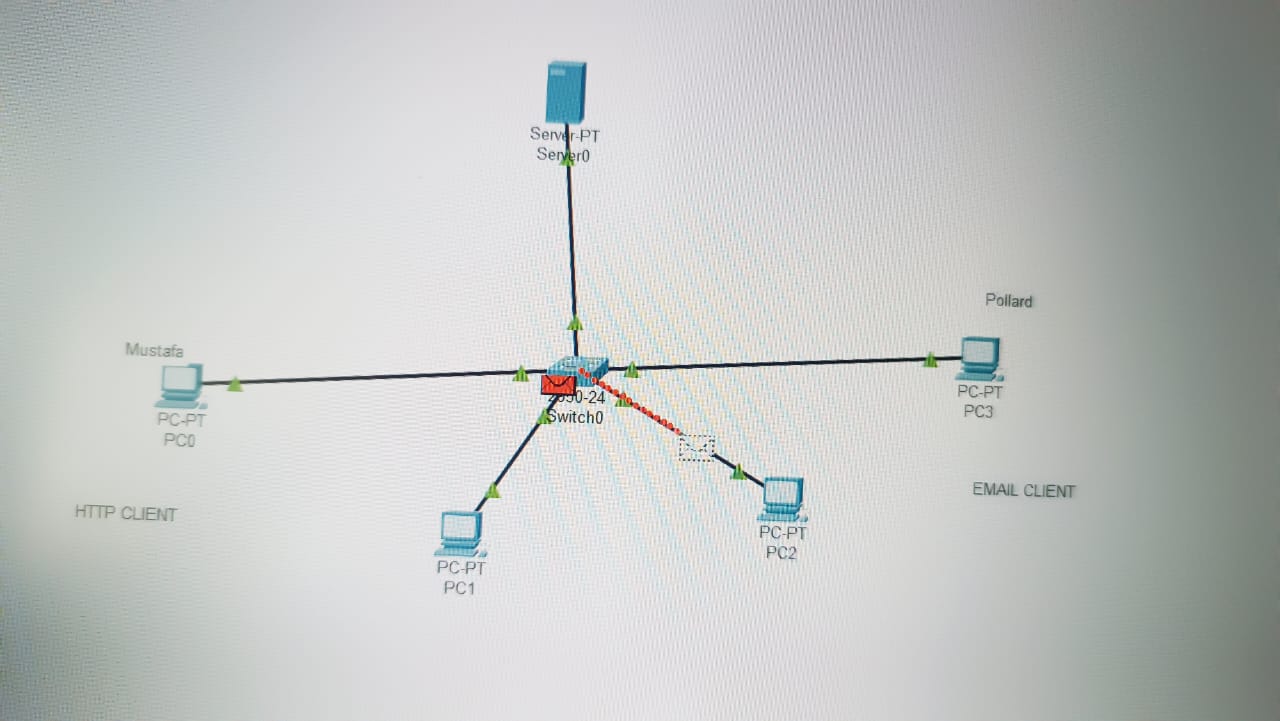 Server-PT
Server0
Pollard
Mustafa
PC-PT
PC0
2950-24
Switch0
PC-PT
PC3
HTTP CLIENT
EMAIL CLIENT
PC-PT
PC1
PC-PT
PC2